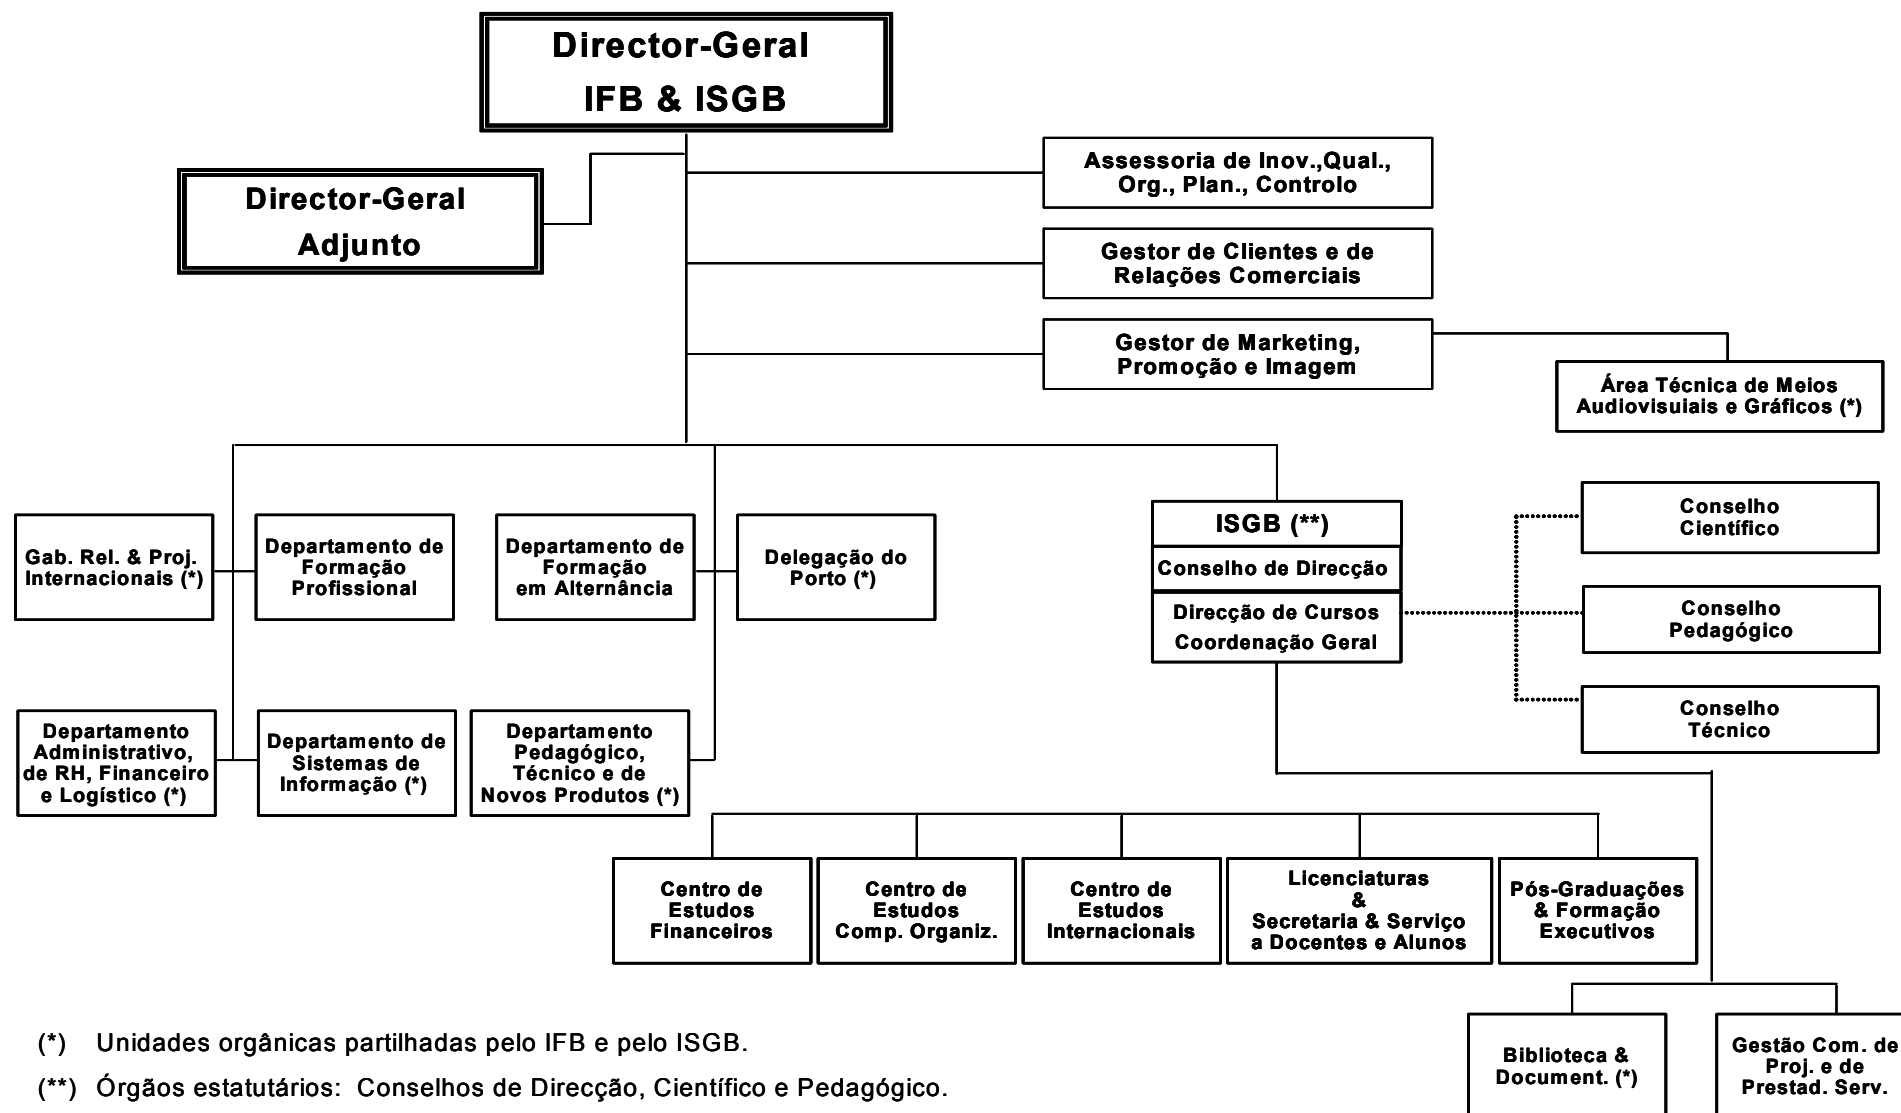 Director-Geral
IFB & ISGB
Director-Geral
Adjunto
Assessoria de Inov.,Qual.,
Org., Plan., Controlo
Gestor de Clientes e de
Relações Comerciais
Gestor de Marketing,
Promoção e Imagem
Área Técnica de Meios
Audiovisuiais e Gráficos (*)
Gab. Rel. & Proj.
Internacionais (*)
Departamento de
Formação
Profissional
Departamento de
Formação
em Alternância
Delegação do
Porto (*)
ISGB (**)
Conselho de Direcção
Direcção de Cursos
Coordenação Geral
Conselho
Científico
Conselho
Pedagógico
Conselho
Técnico
Departamento
Administrativo,
de RH, Financeiro
e Logístico (*)
Departamento de
Sistemas de
Informação (*)
Departamento
Pedagógico,
Técnico e de
Novos Produtos (*)
Centro de
Estudos
Financeiros
Centro de
Estudos
Comp. Organiz.
Centro de
Estudos
Internacionais
Licenciaturas
&
Secretaria & Serviço
a Docentes e Alunos
Pós-Graduações
& Formação
Executivos
Biblioteca &
Document. (*)
Gestão Com. de
Proj. e de
Prestad. Serv.
(*) Unidades orgânicas partilhadas pelo IFB e pelo ISGB.
(**) Órgãos estatutários: Conselhos de Direcção, Científico e Pedagógico.